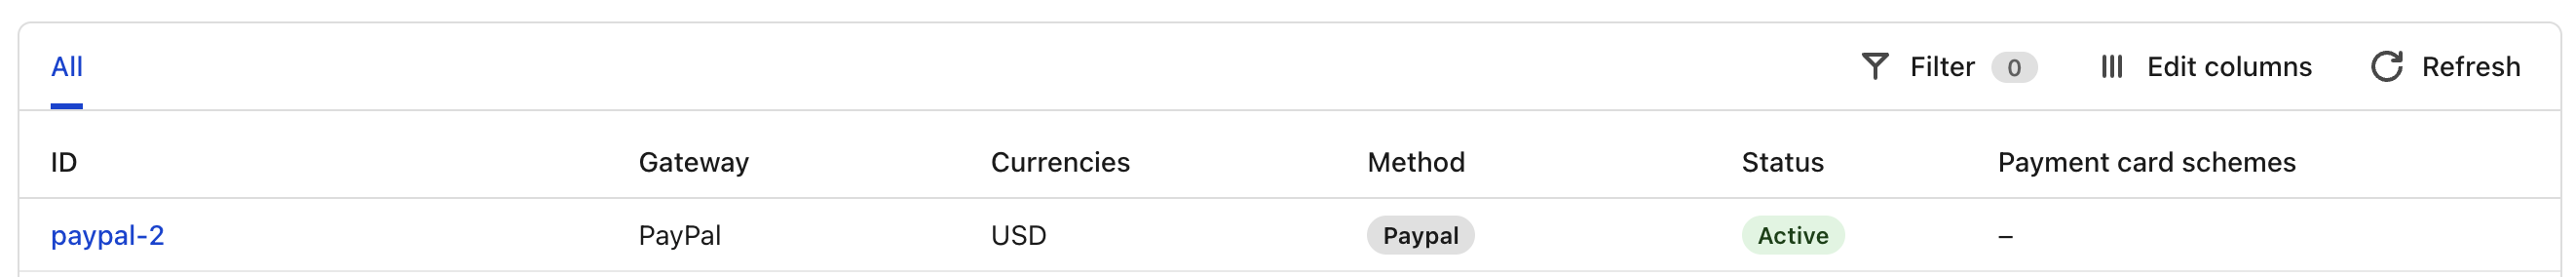 All Filter 0 Edit columns Refresh
ID Gateway Currencies Method Status Payment card schemes
paypal-2 PayPal USD Paypal Active –